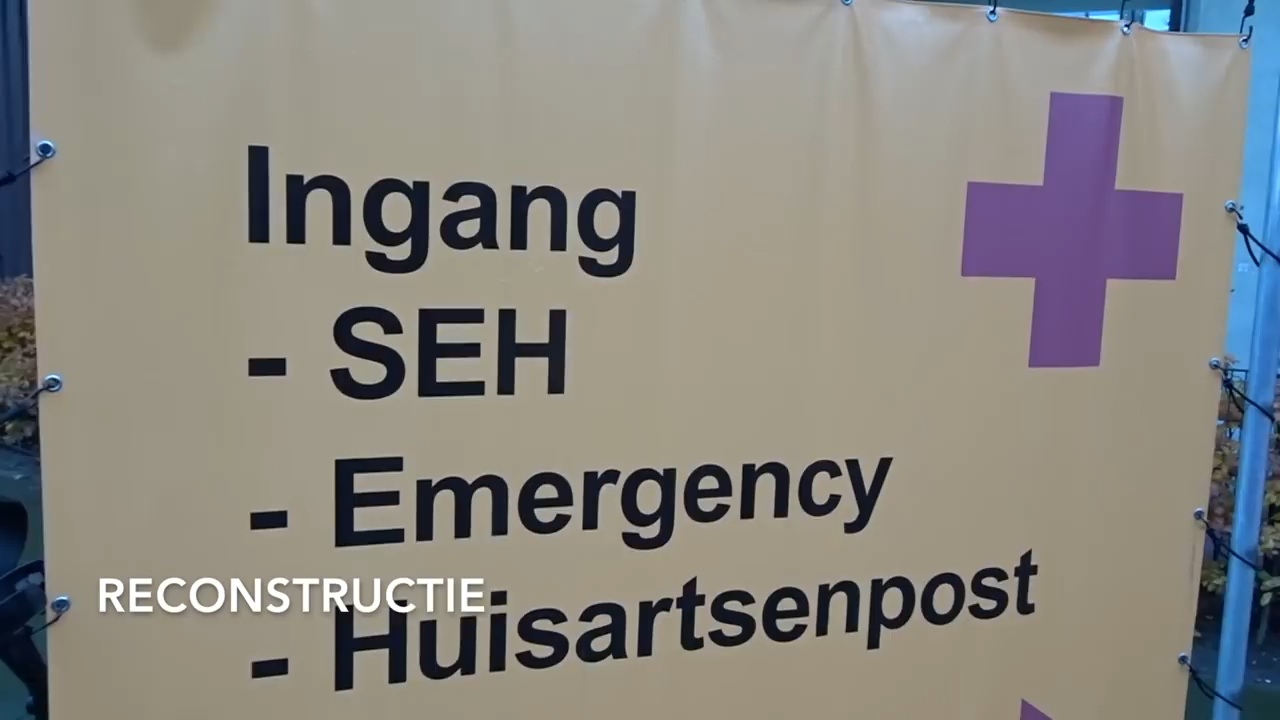 Ingang
- SEH
- Emergency
RECONSTRUCTIE
- Huisartsenpost